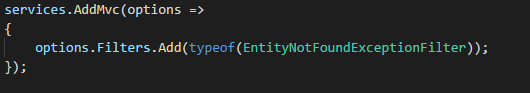 services.AddMvc(options =>
{
    options.Filters.Add(typeof(EntityNotFoundExceptionFilter));
});